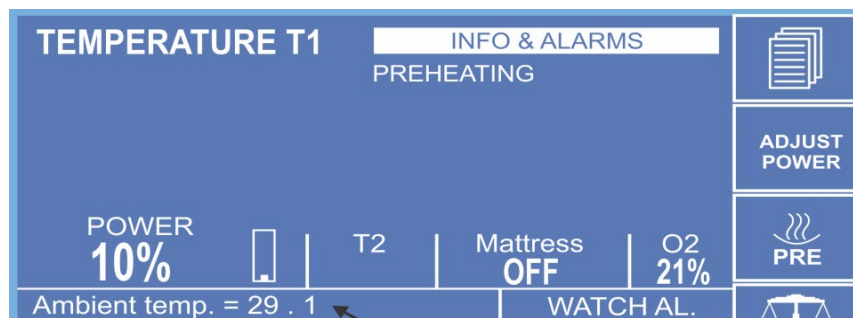 TEMPERATURE T1
INFO & ALARMS
PREHEATING
ADJUST
POWER
POWER
10%
T2
Mattress
OFF
O2
21%
PRE
Ambient temp. = 29 . 1
WATCH AL.